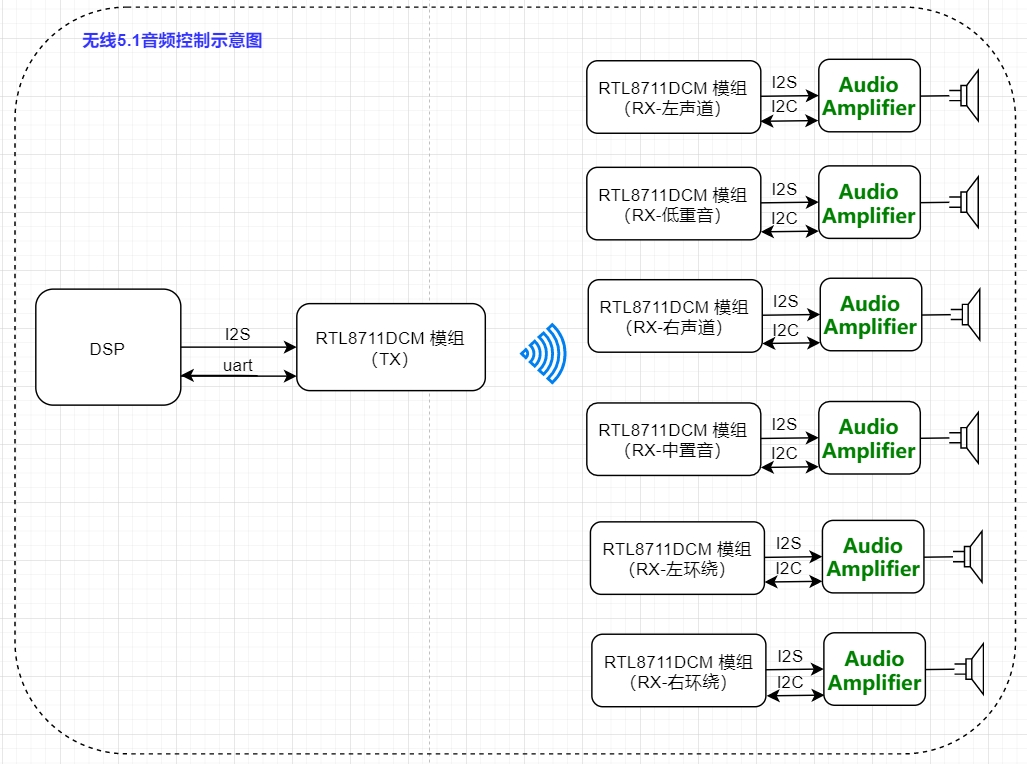 无线5.1音频控制示意图
DSP
I2S
uart
RTL8711DCM 模组
（TX）
RTL8711DCM 模组
（RX-左声道）
I2S
I2C
Audio
Amplifier
RTL8711DCM 模组
（RX-低重音）
I2S
I2C
Audio
Amplifier
RTL8711DCM 模组
（RX-右声道）
I2S
I2C
Audio
Amplifier
RTL8711DCM 模组
（RX-中置音）
I2S
I2C
Audio
Amplifier
RTL8711DCM 模组
（RX-左环绕）
I2S
I2C
Audio
Amplifier
RTL8711DCM 模组
（RX-右环绕）
I2S
I2C
Audio
Amplifier